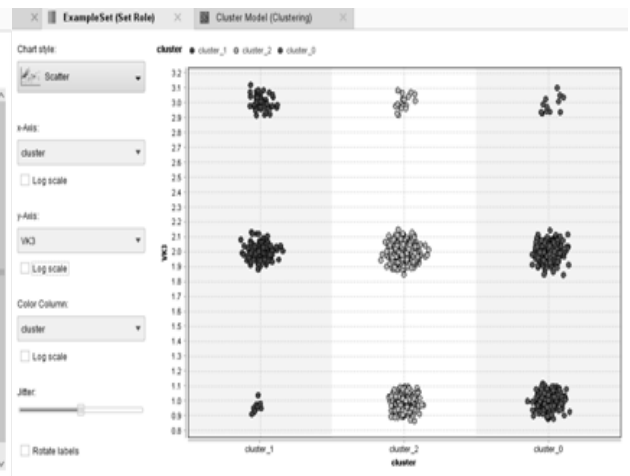 ExampleSet (Set Role)
Cluster Model (Clustering)
Chart style:
Scatter
x-Axis:
cluster
Log scale
y-Axis:
VK3
Log scale
Color Column:
cluster
Log scale
Jitter:
Rotate labels
cluster cluster_1 cluster_2 cluster_0
3.2
3.1
3.0
2.9
2.8
2.7
2.6
2.5
2.4
2.3
2.2
2.1
2.0
1.9
1.8
1.7
1.6
1.5
1.4
1.3
1.2
1.1
1.0
0.9
0.8
VK3
cluster_1 cluster_2 cluster_0
cluster